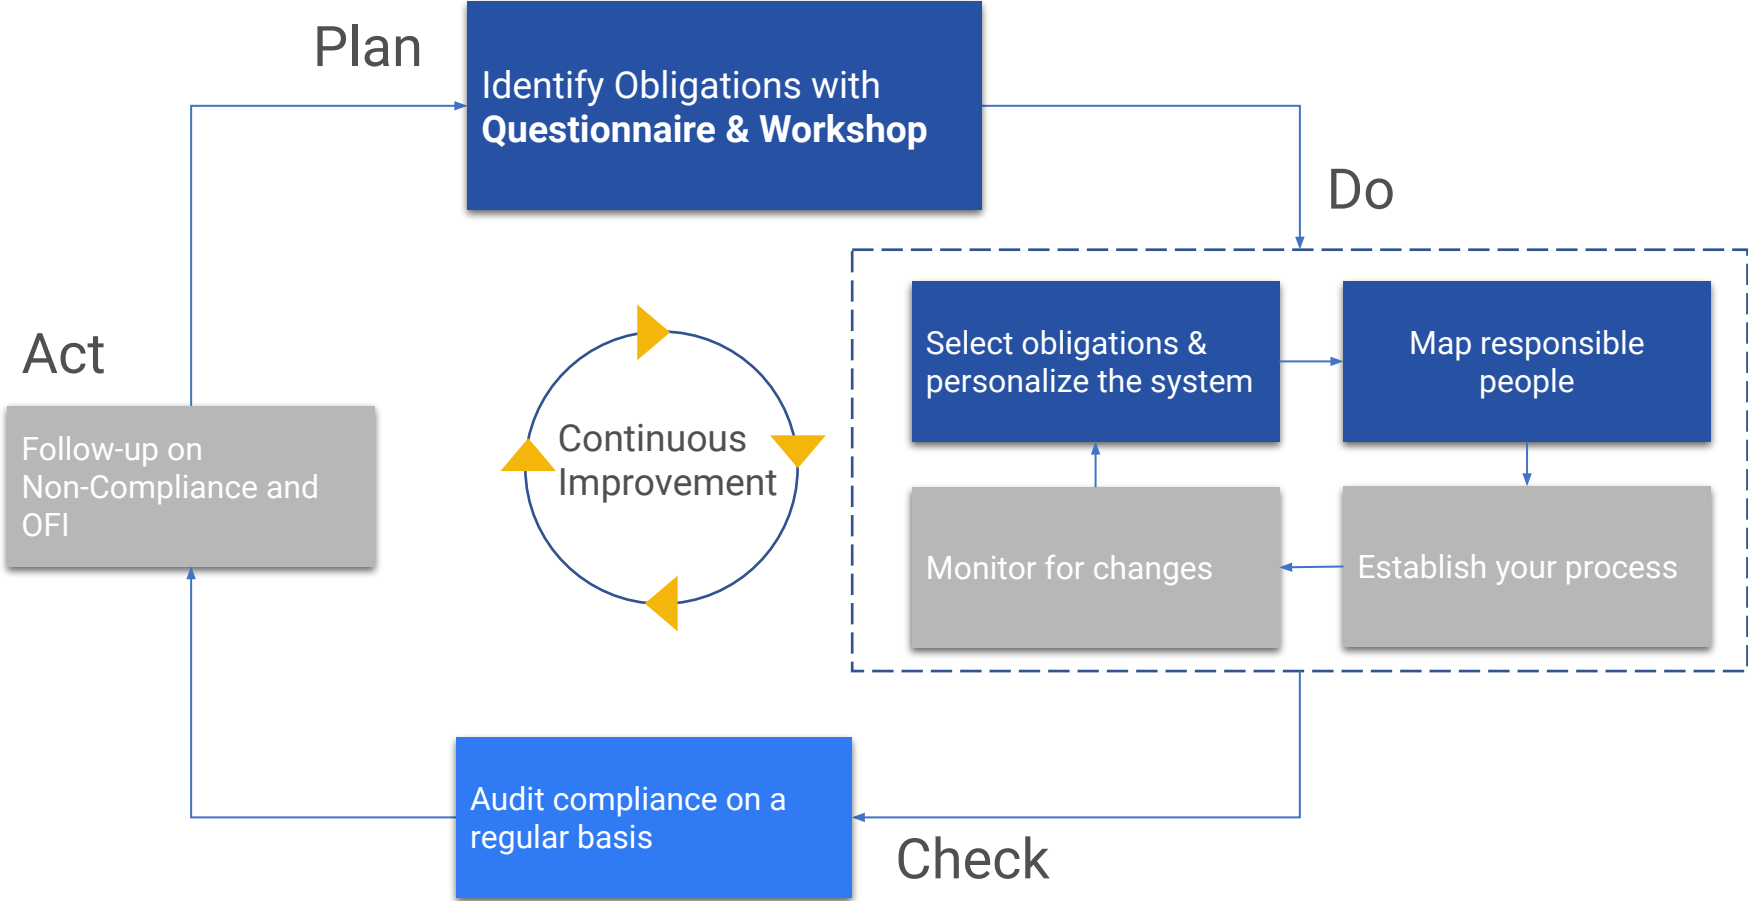 Plan
Identify Obligations with
Questionnaire & Workshop
Do
Select obligations &
personalize the system
Map responsible
people
Act
Follow-up on
Non-Compliance and
OFI
Continuous
Improvement
Monitor for changes
Establish your process
Audit compliance on a
regular basis
Check